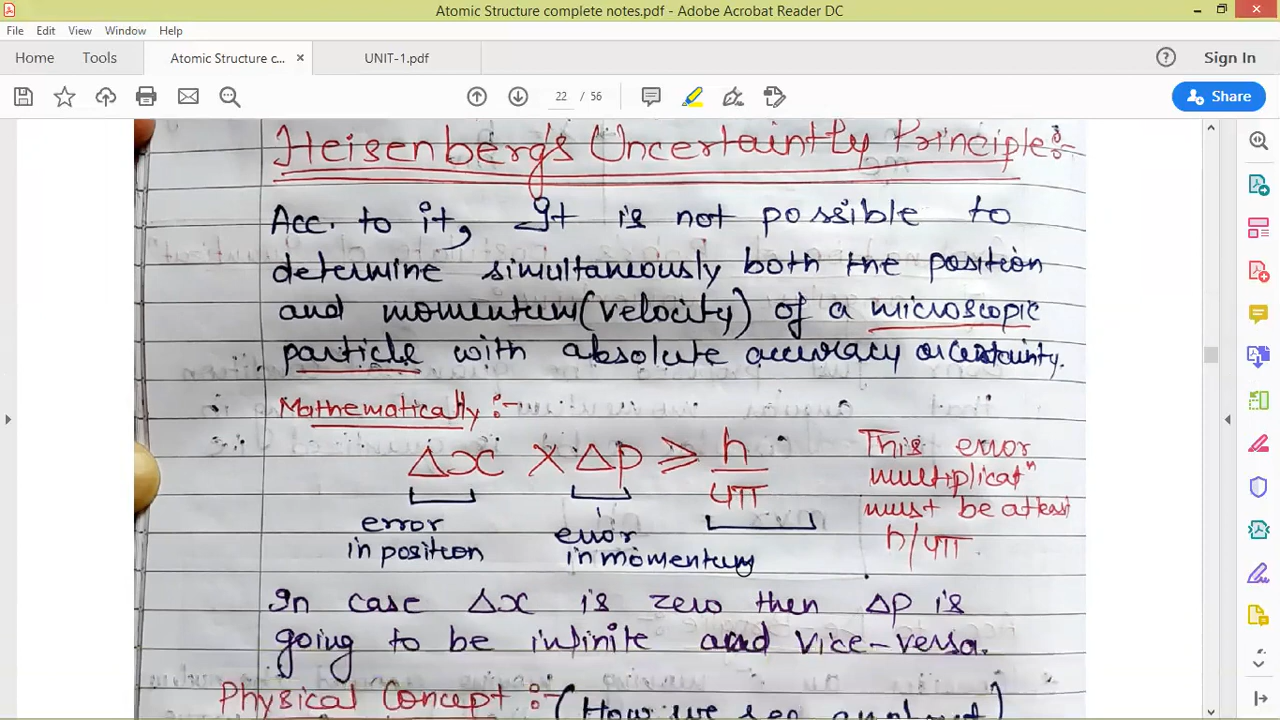 Atomic Structure complete notes.pdf - Adobe Acrobat Reader DC
File Edit View Window Help
Home Tools Atomic Structure c... × UNIT-1.pdf Sign In
22 / 56 Share
Heisenberg's Uncertaintly Principle:-
Acc. to it, It is not possible to
determine simultaneously both the position
and momentum(velocity) of a microscopic
particle with absolute accuracy or certainty.
Mathematically :-
Δx × Δp ≥ h/4π
error in position
error in momentum
This error
multiplicatⁿ
must be atleast
h/4π
In case Δx is zero then Δp is
going to be infinite and vice-versa.
Physical Concept :- (How we